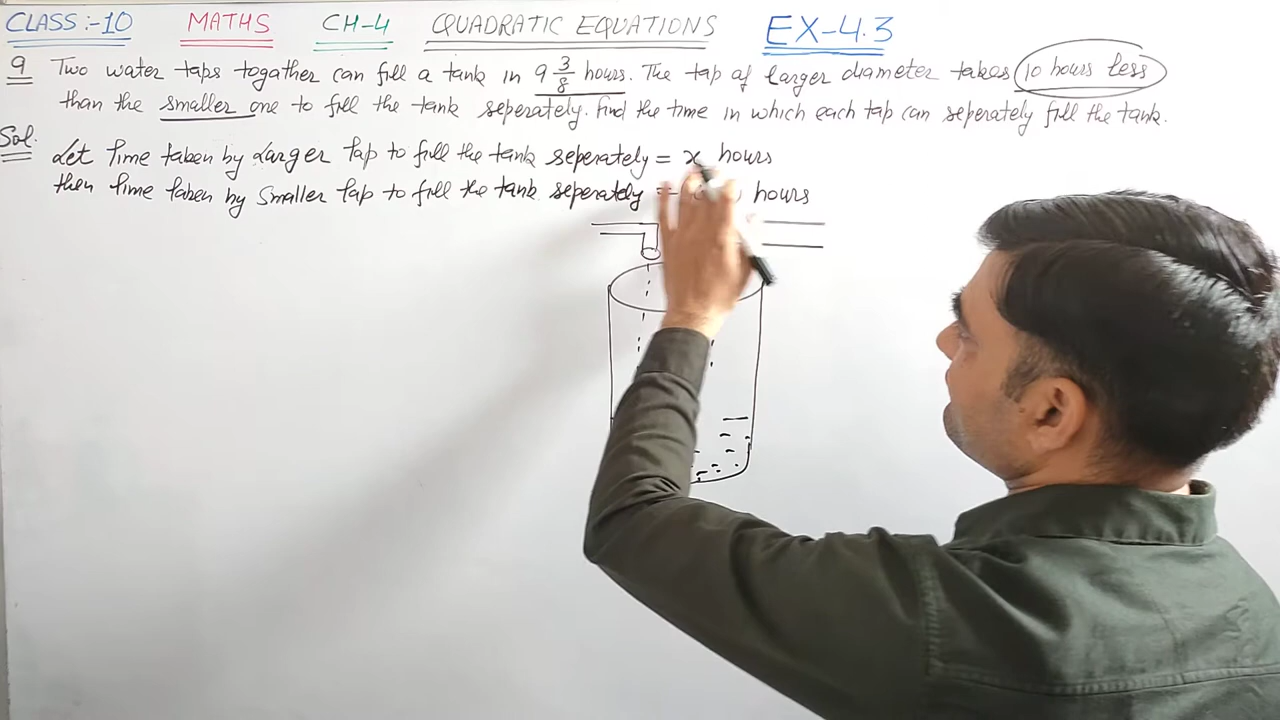 CLASS:-10 MATHS CH-4 QUADRATIC EQUATIONS EX-4.3
9 Two water taps togather can fill a tank in 9 3/8 hours. The tap of larger diameter takes 10 hours less
than the smaller one to fill the tank seperately. Find the time in which each tap can seperately fill the tank.
Sol. Let Time taken by Larger Tap to fill the tank seperately = x hours
then Time taken by Smaller Tap to fill the tank seperately = hours